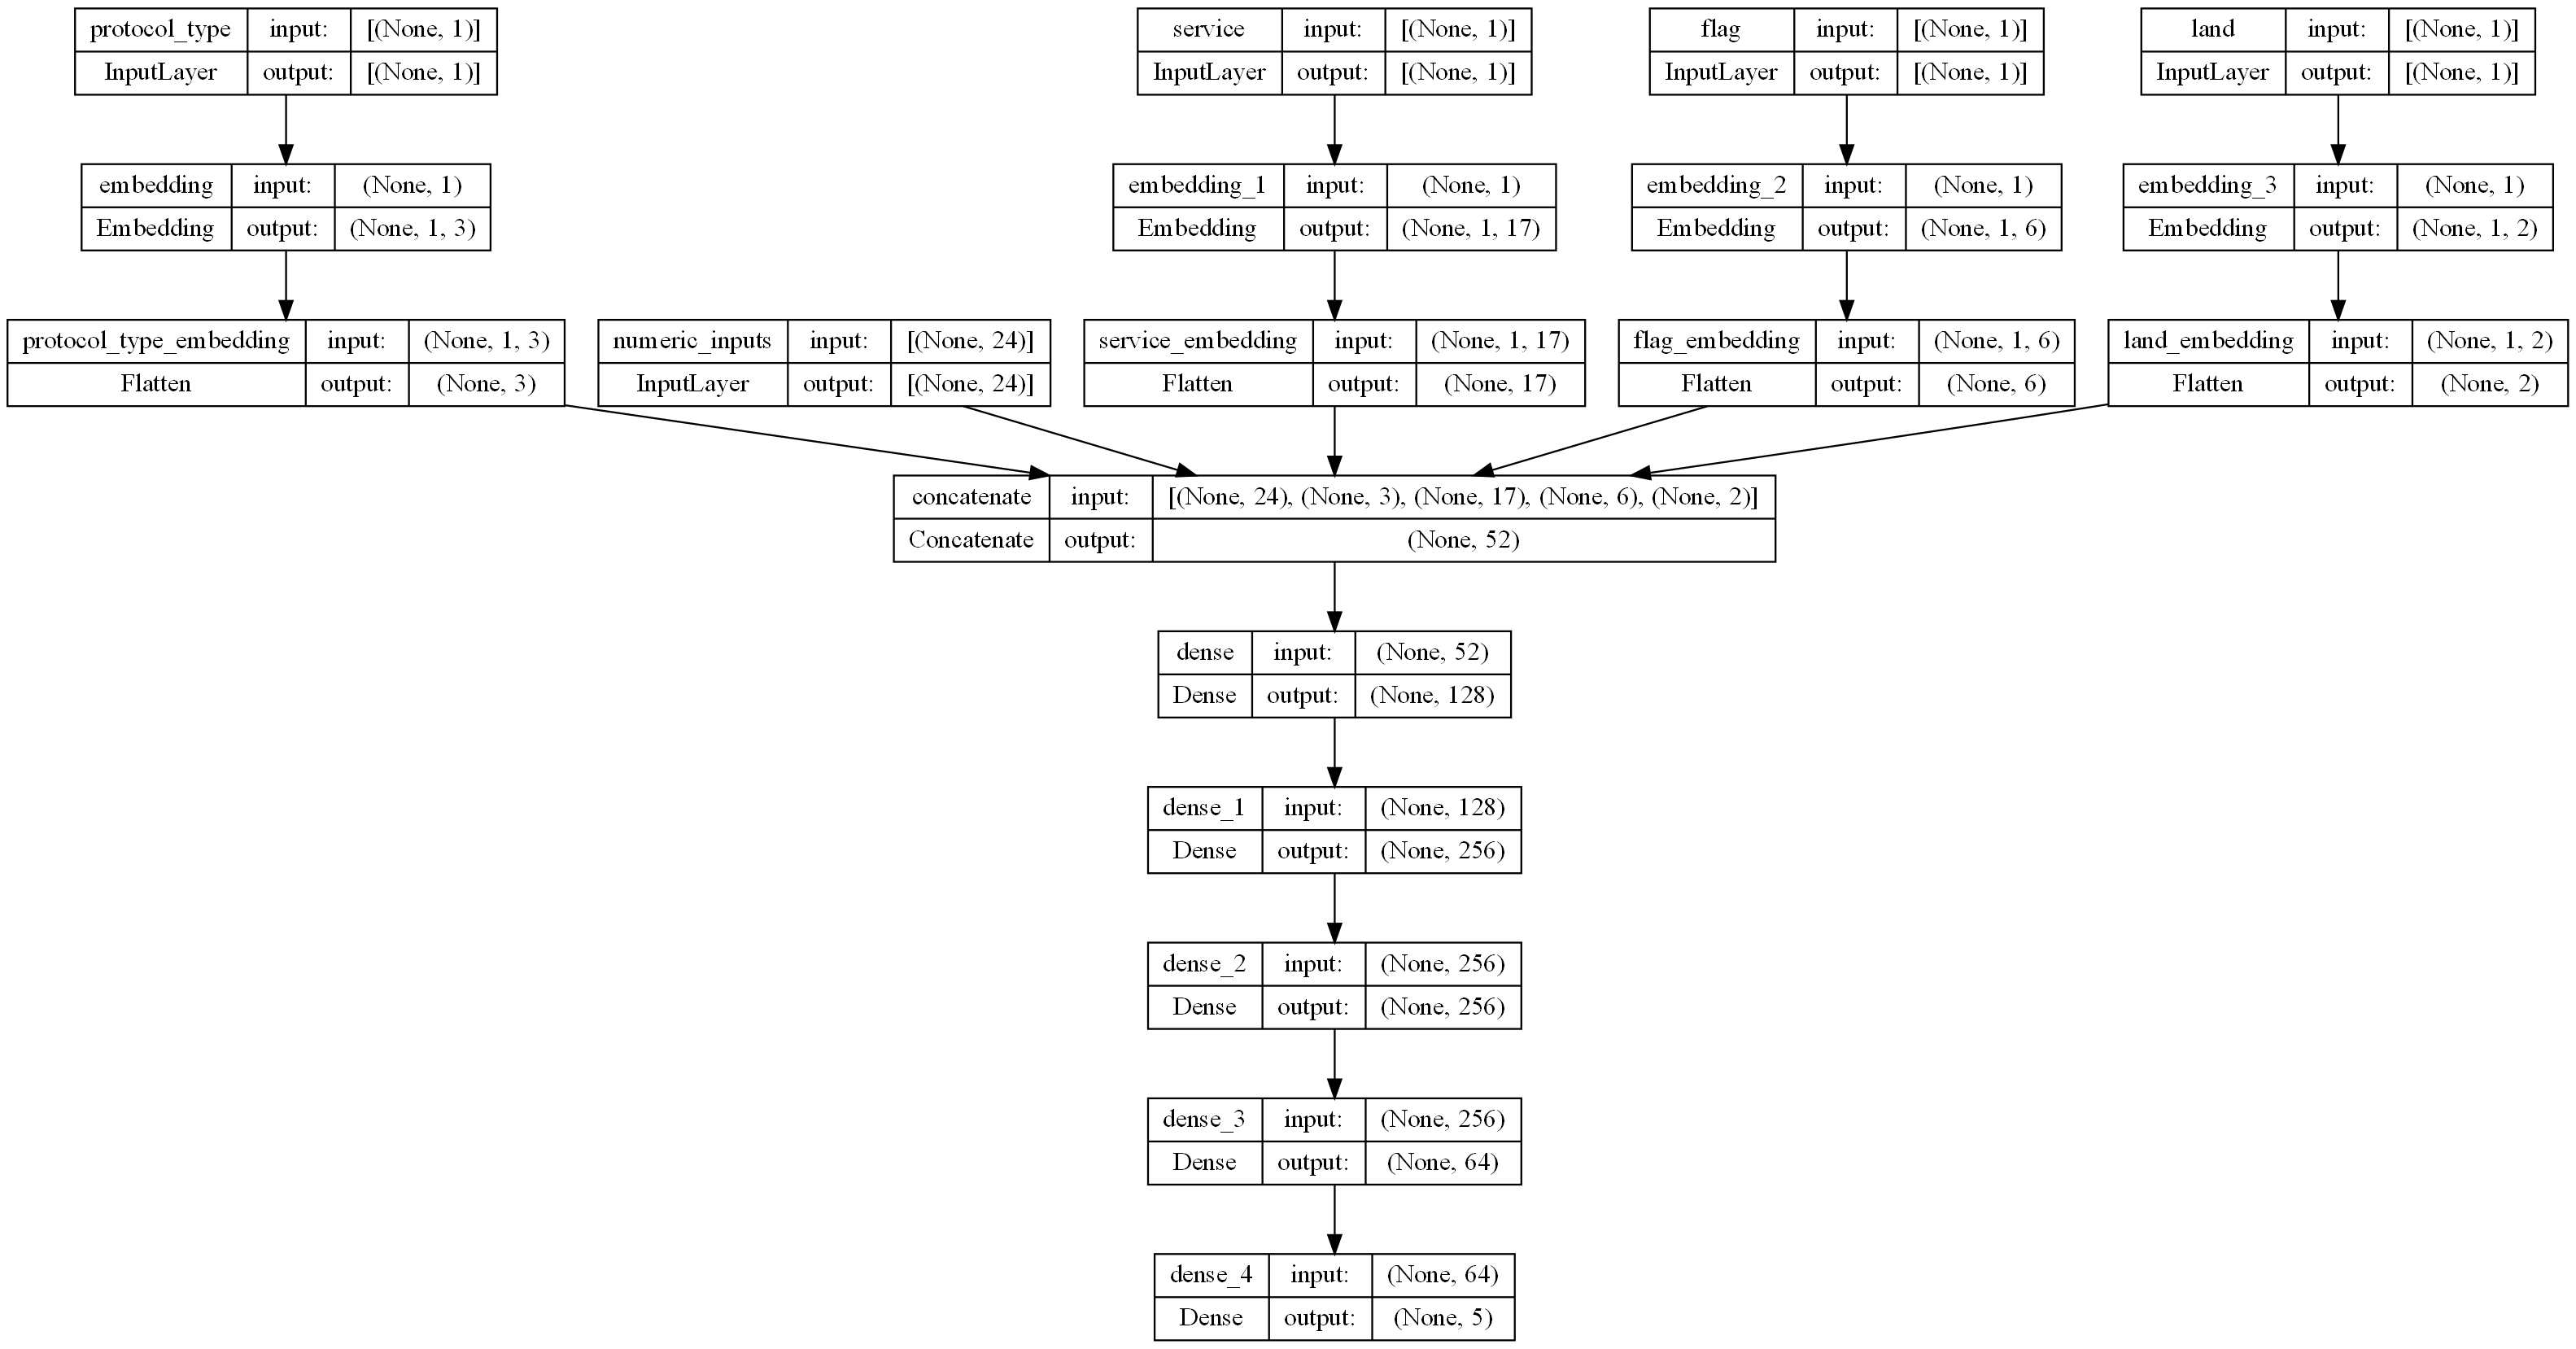 protocol_type input: [(None, 1)]
InputLayer output: [(None, 1)]
service input: [(None, 1)]
InputLayer output: [(None, 1)]
flag input: [(None, 1)]
InputLayer output: [(None, 1)]
land input: [(None, 1)]
InputLayer output: [(None, 1)]
embedding input: (None, 1)
Embedding output: (None, 1, 3)
embedding_1 input: (None, 1)
Embedding output: (None, 1, 17)
embedding_2 input: (None, 1)
Embedding output: (None, 1, 6)
embedding_3 input: (None, 1)
Embedding output: (None, 1, 2)
protocol_type_embedding input: (None, 1, 3)
Flatten output: (None, 3)
numeric_inputs input: [(None, 24)]
InputLayer output: [(None, 24)]
service_embedding input: (None, 1, 17)
Flatten output: (None, 17)
flag_embedding input: (None, 1, 6)
Flatten output: (None, 6)
land_embedding input: (None, 1, 2)
Flatten output: (None, 2)
concatenate input: [(None, 24), (None, 3), (None, 17), (None, 6), (None, 2)]
Concatenate output: (None, 52)
dense input: (None, 52)
Dense output: (None, 128)
dense_1 input: (None, 128)
Dense output: (None, 256)
dense_2 input: (None, 256)
Dense output: (None, 256)
dense_3 input: (None, 256)
Dense output: (None, 64)
dense_4 input: (None, 64)
Dense output: (None, 5)